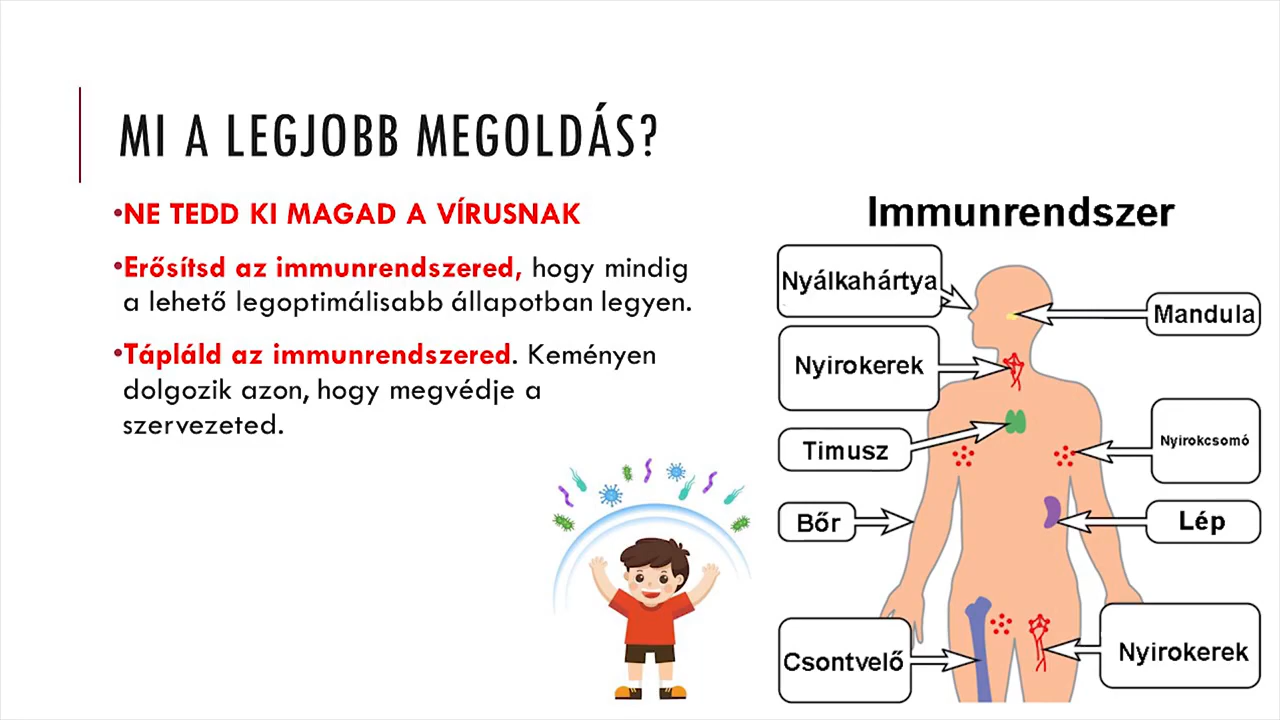 MI A LEGJOBB MEGOLDÁS?
•NE TEDD KI MAGAD A VÍRUSNAK
•Erősítsd az immunrendszered, hogy mindig
a lehető legoptimálisabb állapotban legyen.
•Tápláld az immunrendszered. Keményen
dolgozik azon, hogy megvédje a
szervezeted.
Immunrendszer
Nyálkahártya
Mandula
Nyirokerek
Nyirokcsomó
Timusz
Bőr
Lép
Csontvelő
Nyirokerek